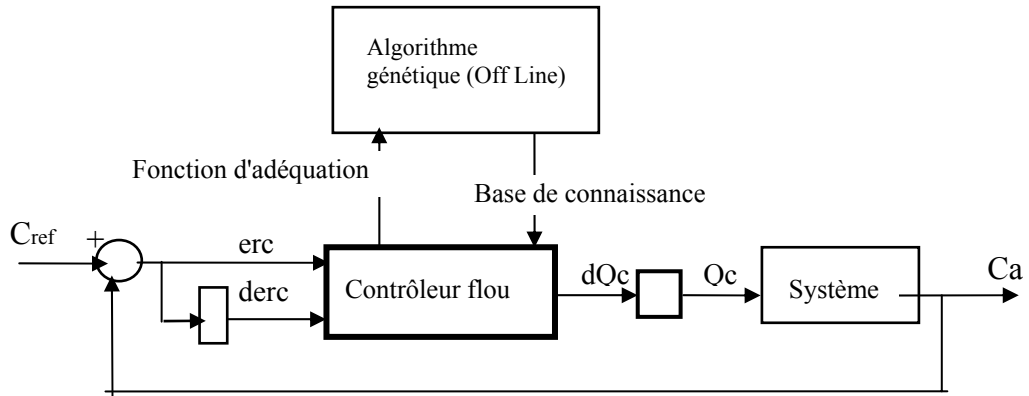 Algorithme
génétique (Off Line)
Fonction d'adéquation
Base de connaissance
Cref
+
erc
derc
Contrôleur flou
dQc
Qc
Système
Ca